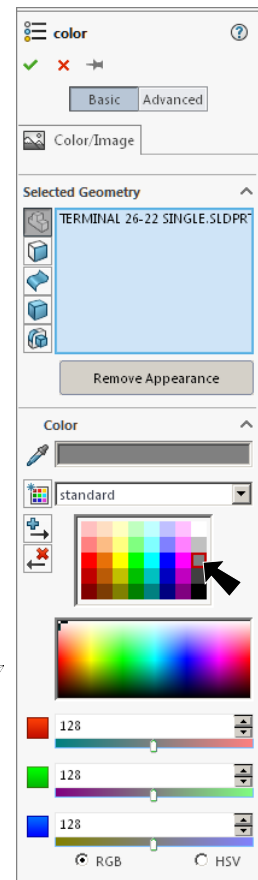 color
Basic Advanced
Color/Image
Selected Geometry
TERMINAL 26-22 SINGLE.SLDPRT
Remove Appearance
Color
standard
128
128
128
RGB HSV